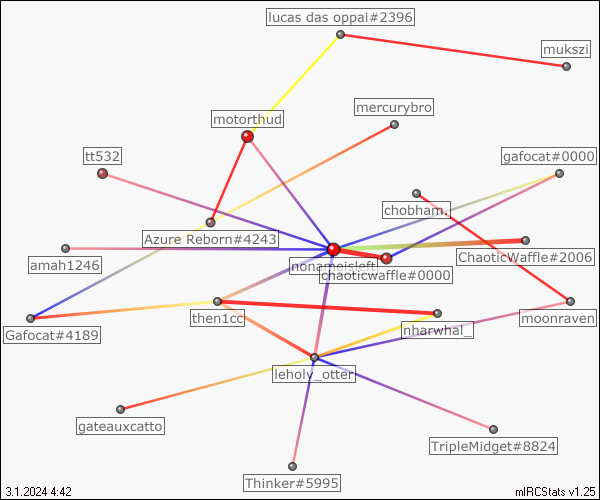 lucas das oppai#2396
mukszi
mercurybro
motorthud
tt532
gafocat#0000
chobham.
Azure Reborn#4243
ChaoticWaffle#2006
amah1246
nonameisleft
chaoticwaffle#0000
Gafocat#4189
then1cc
nharwhal_
moonraven
leholy_otter
gateauxcatto
TripleMidget#8824
Thinker#5995
3.1.2024 4:42
mIRCStats v1.25